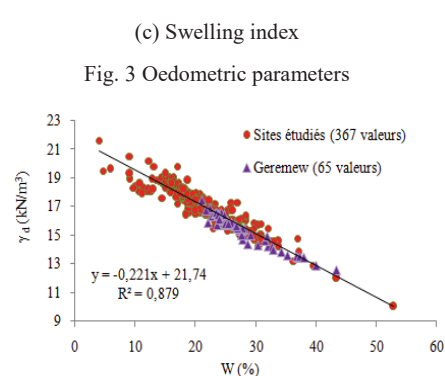 (c) Swelling index
Fig. 3 Oedometric parameters
23
21
19
17
15
13
11
9
γ d (kN/m³)
Sites étudiés (367 valeurs)
Geremew (65 valeurs)
y = -0,221x + 21,74
R² = 0,879
0 10 20 30 40 50 60
W (%)